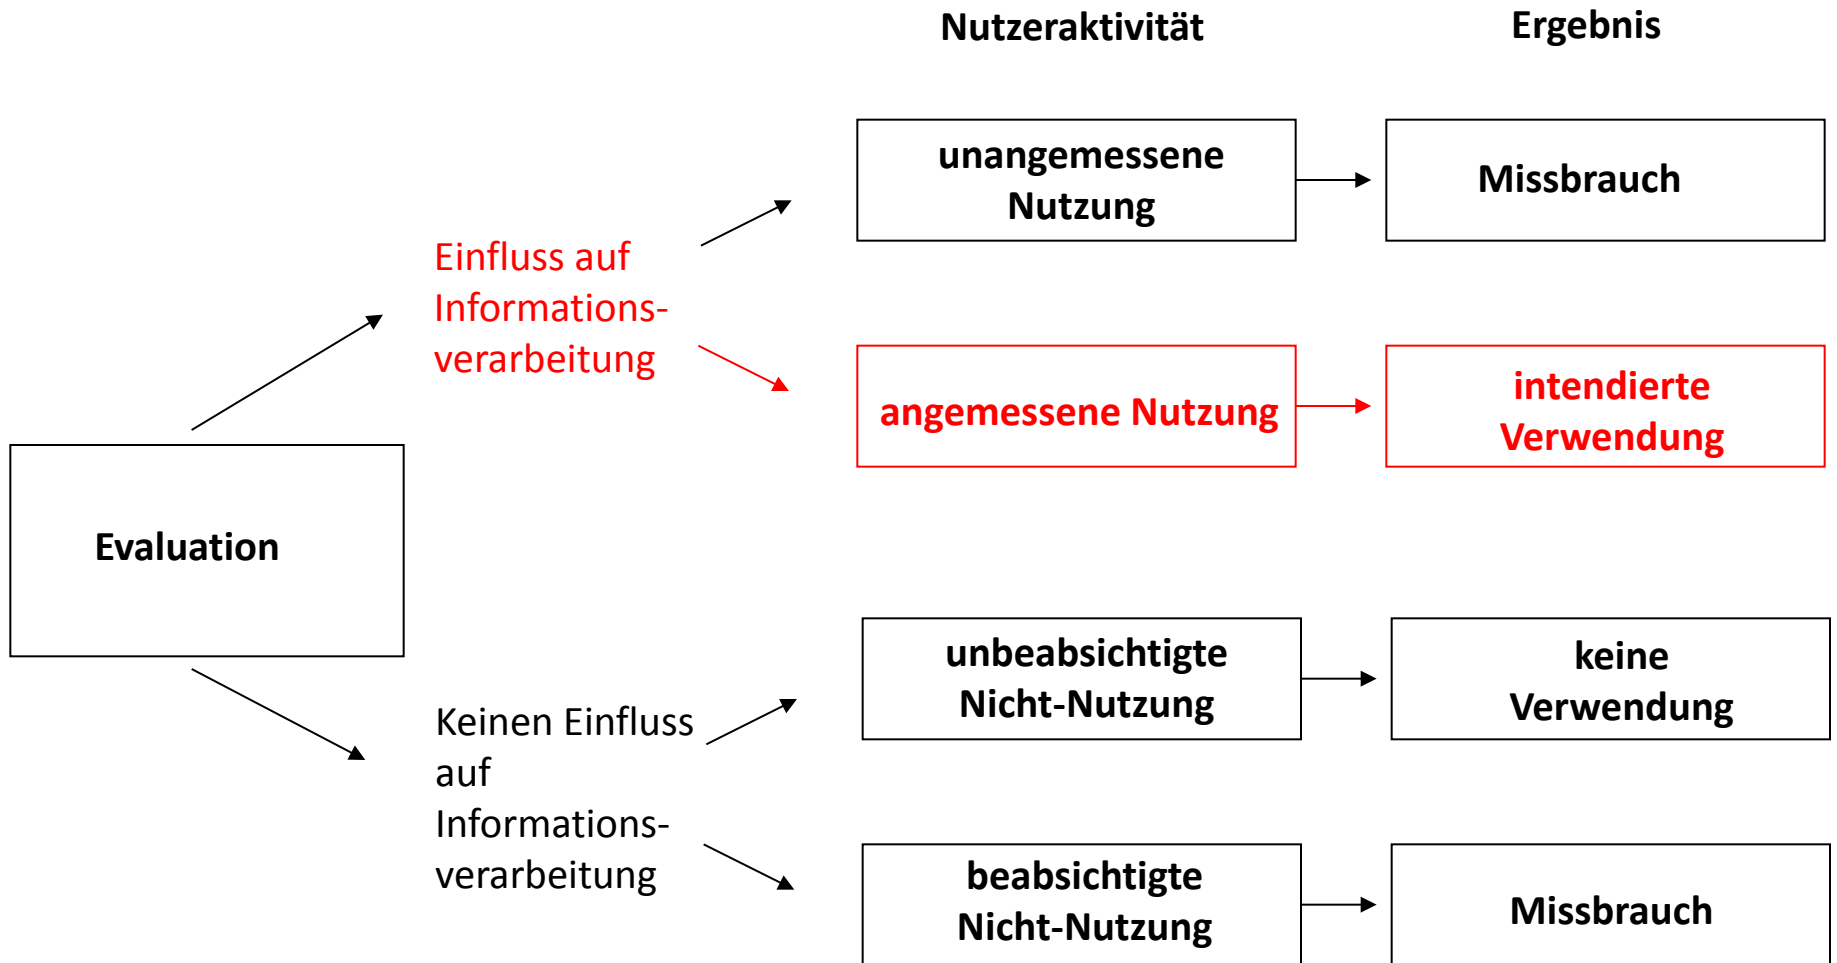 Nutzeraktivität
Ergebnis
unangemessene
Nutzung
Missbrauch
Einfluss auf
Informations-
verarbeitung
angemessene Nutzung
intendierte
Verwendung
Evaluation
unbeabsichtigte
Nicht-Nutzung
keine
Verwendung
Keinen Einfluss
auf
Informations-
verarbeitung
beabsichtigte
Nicht-Nutzung
Missbrauch